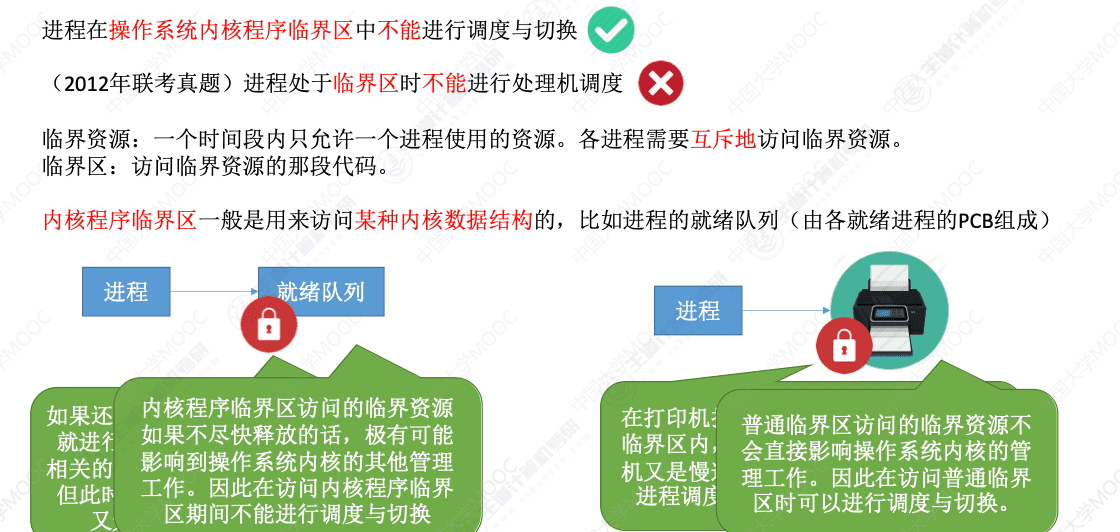 进程在操作系统内核程序临界区中不能进行调度与切换
（2012年联考真题）进程处于临界区时不能进行处理机调度
临界资源：一个时间段内只允许一个进程使用的资源。各进程需要互斥地访问临界资源。
临界区：访问临界资源的那段代码。
内核程序临界区一般是用来访问某种内核数据结构的，比如进程的就绪队列（由各就绪进程的PCB组成）
进程
就绪队列
进程
如果还
就进行
相关的
但此时
又
内核程序临界区访问的临界资源
如果不尽快释放的话，极有可能
影响到操作系统内核的其他管理
工作。因此在访问内核程序临界
区期间不能进行调度与切换
在打印机
临界区内，
机又是慢
进程调度
普通临界区访问的临界资源不
会直接影响操作系统内核的管
理工作。因此在访问普通临界
区时可以进行调度与切换。
中国大学MOOC